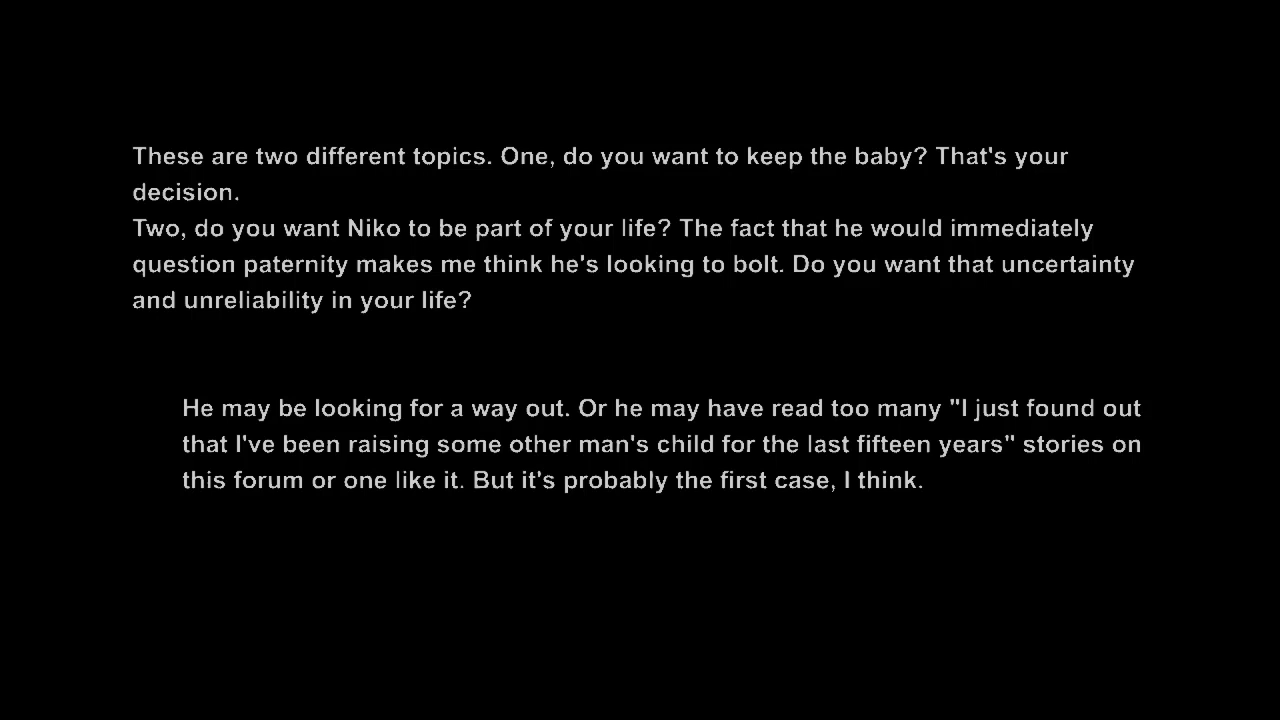 These are two different topics. One, do you want to keep the baby? That's your
decision.
Two, do you want Niko to be part of your life? The fact that he would immediately
question paternity makes me think he's looking to bolt. Do you want that uncertainty
and unreliability in your life?
He may be looking for a way out. Or he may have read too many "I just found out
that I've been raising some other man's child for the last fifteen years" stories on
this forum or one like it. But it's probably the first case, I think.